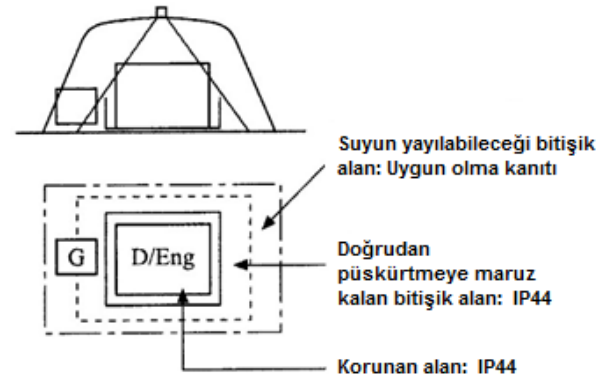 Suyun yayılabileceği bitişik
alan: Uygun olma kanıtı
G
D/Eng
Doğrudan
püskürtmeye maruz
kalan bitişik alan: IP44
Korunan alan: IP44